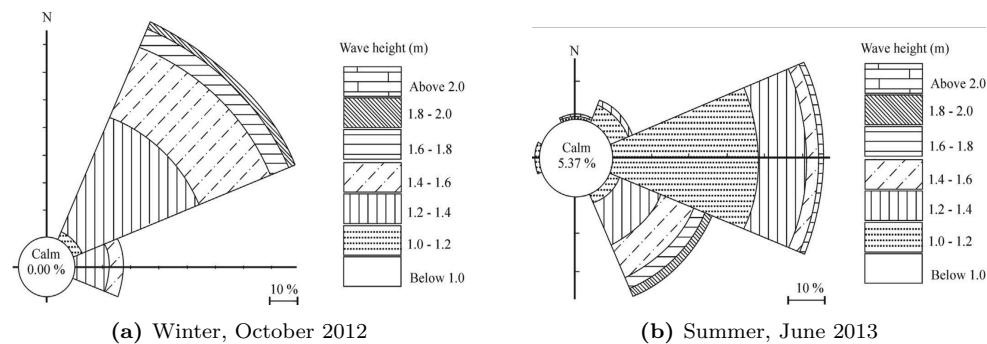 N
Wave height (m)
Above 2.0
1.8 - 2.0
1.6 - 1.8
1.4 - 1.6
1.2 - 1.4
1.0 - 1.2
Below 1.0
Calm
0.00 %
10 %
(a) Winter, October 2012
N
Wave height (m)
Above 2.0
1.8 - 2.0
1.6 - 1.8
1.4 - 1.6
1.2 - 1.4
1.0 - 1.2
Below 1.0
Calm
5.37 %
10 %
(b) Summer, June 2013